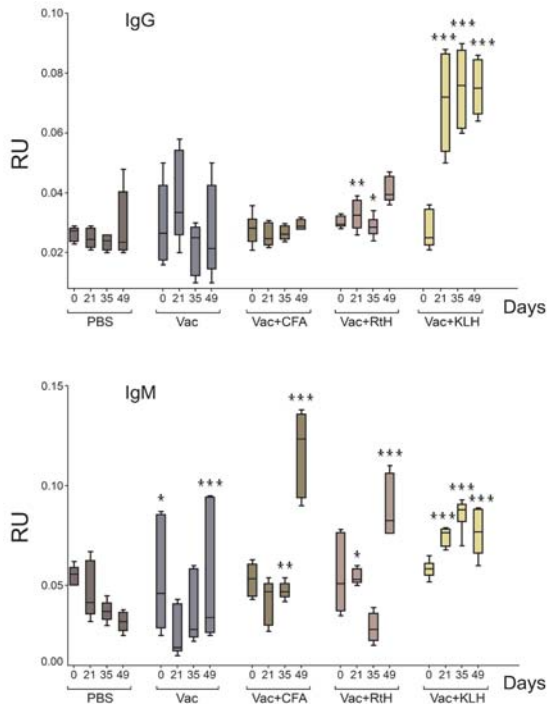 IgG
0.10
***
***
***
0.08
RU
0.06
**
*
0.04
0.02
0 21 35 49 0 21 35 49 0 21 35 49 0 21 35 49 0 21 35 49
Days
PBS Vac Vac+CFA Vac+RtH Vac+KLH
0.15
IgM
***
***
***
RU
0.10
*
***
***
***
**
*
0.05
0.00
0 21 35 49 0 21 35 49 0 21 35 49 0 21 35 49 0 21 35 49
Days
PBS Vac Vac+CFA Vac+RtH Vac+KLH